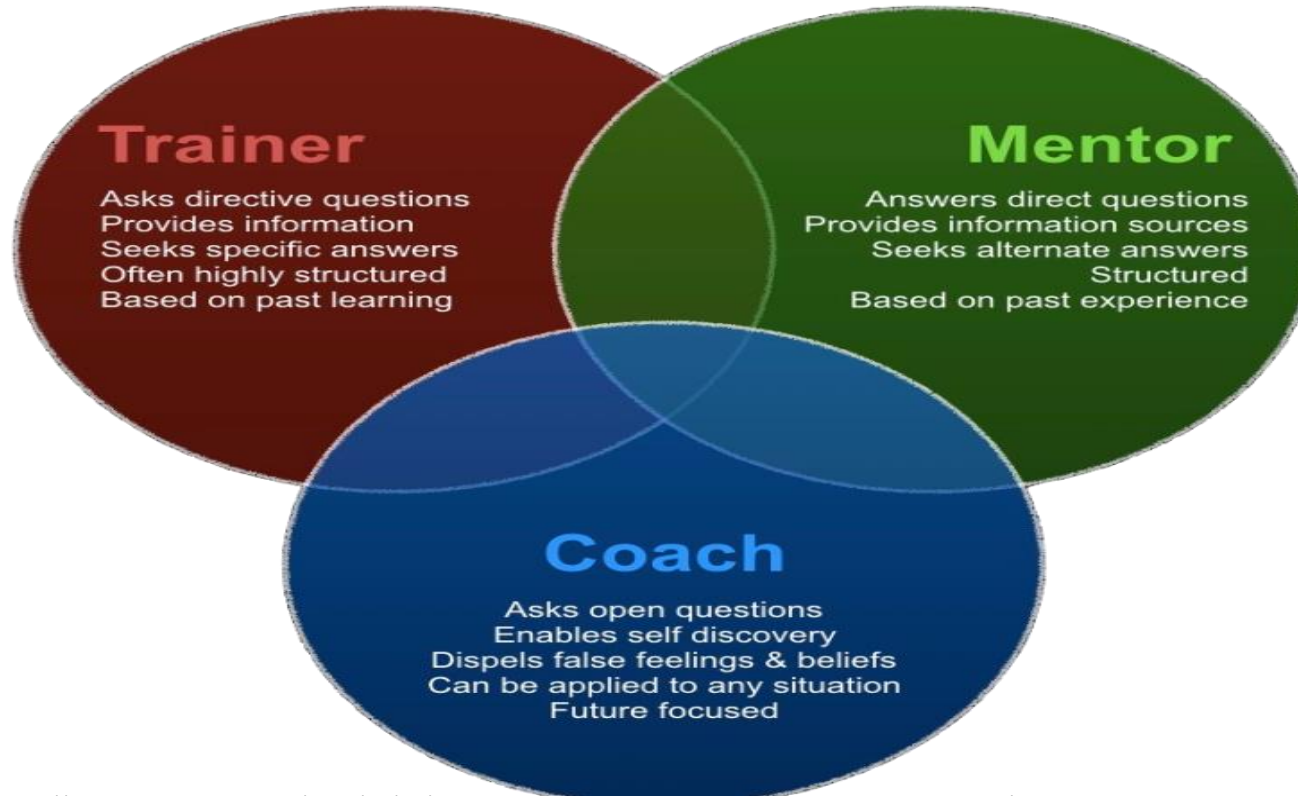 Trainer
Asks directive questions
Provides information
Seeks specific answers
Often highly structured
Based on past learning
Mentor
Answers direct questions
Provides information sources
Seeks alternate answers
Structured
Based on past experience
Coach
Asks open questions
Enables self discovery
Dispels false feelings & beliefs
Can be applied to any situation
Future focused